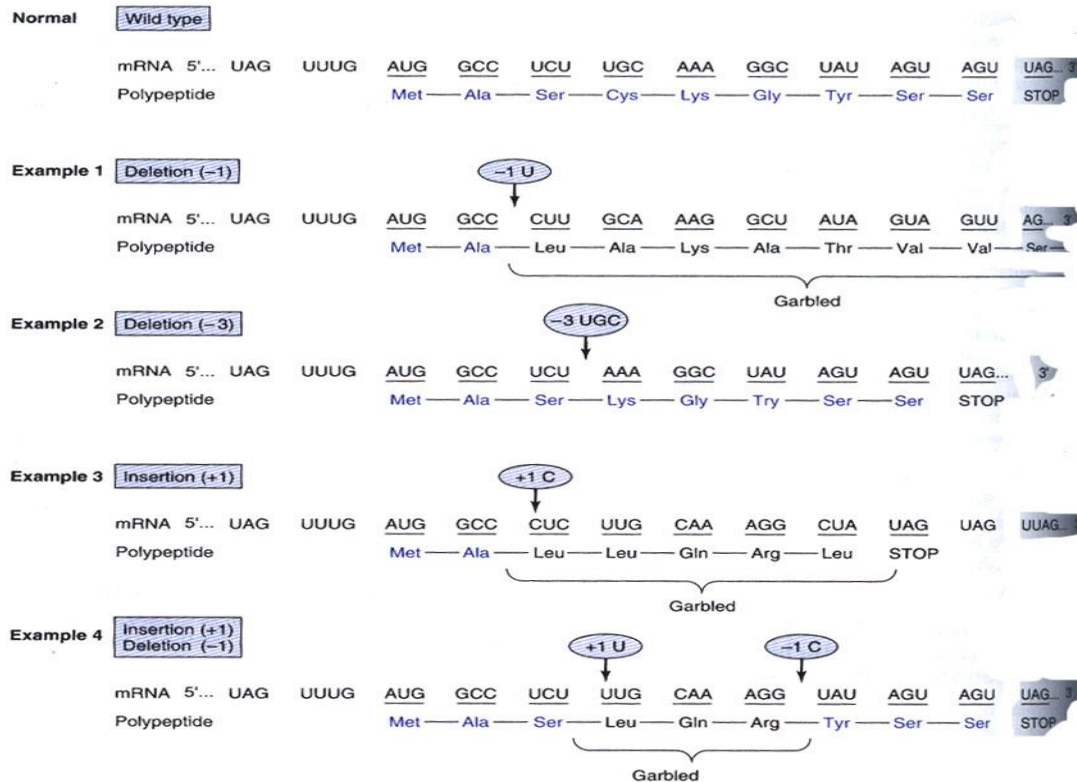 Normal Wild type
mRNA 5'... UAG UUUG AUG GCC UCU UGC AAA GGC UAU AGU AGU UAG... 3'
Polypeptide Met — Ala — Ser — Cys — Lys — Gly — Tyr — Ser — Ser STOP
Example 1 Deletion (−1)
−1 U
mRNA 5'... UAG UUUG AUG GCC CUU GCA AAG GCU AUA GUA GUU AG... 3'
Polypeptide Met — Ala — Leu — Ala — Lys — Ala — Thr — Val — Val — Ser —
Garbled
Example 2 Deletion (−3)
−3 UGC
mRNA 5'... UAG UUUG AUG GCC UCU AAA GGC UAU AGU AGU UAG... 3'
Polypeptide Met — Ala — Ser — Lys — Gly — Try — Ser — Ser STOP
Example 3 Insertion (+1)
+1 C
mRNA 5'... UAG UUUG AUG GCC CUC UUG CAA AGG CUA UAG UAG UUAG...
Polypeptide Met — Ala — Leu — Leu — Gln — Arg — Leu — STOP
Garbled
Example 4 Insertion (+1)
Deletion (−1)
+1 U −1 C
mRNA 5'... UAG UUUG AUG GCC UCU UUG CAA AGG UAU AGU AGU UAG... 3'
Polypeptide Met — Ala — Ser — Leu — Gln — Arg — Tyr — Ser — Ser STOP
Garbled